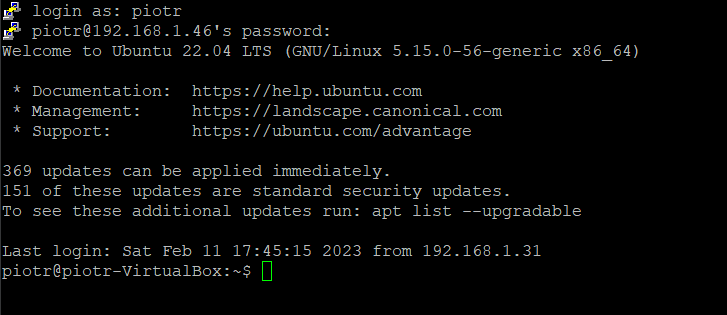 login as: piotr
piotr@192.168.1.46's password:
Welcome to Ubuntu 22.04 LTS (GNU/Linux 5.15.0-56-generic x86_64)
* Documentation:  https://help.ubuntu.com
* Management:     https://landscape.canonical.com
* Support:        https://ubuntu.com/advantage
369 updates can be applied immediately.
151 of these updates are standard security updates.
To see these additional updates run: apt list --upgradable
Last login: Sat Feb 11 17:45:15 2023 from 192.168.1.31
piotr@piotr-VirtualBox:~$